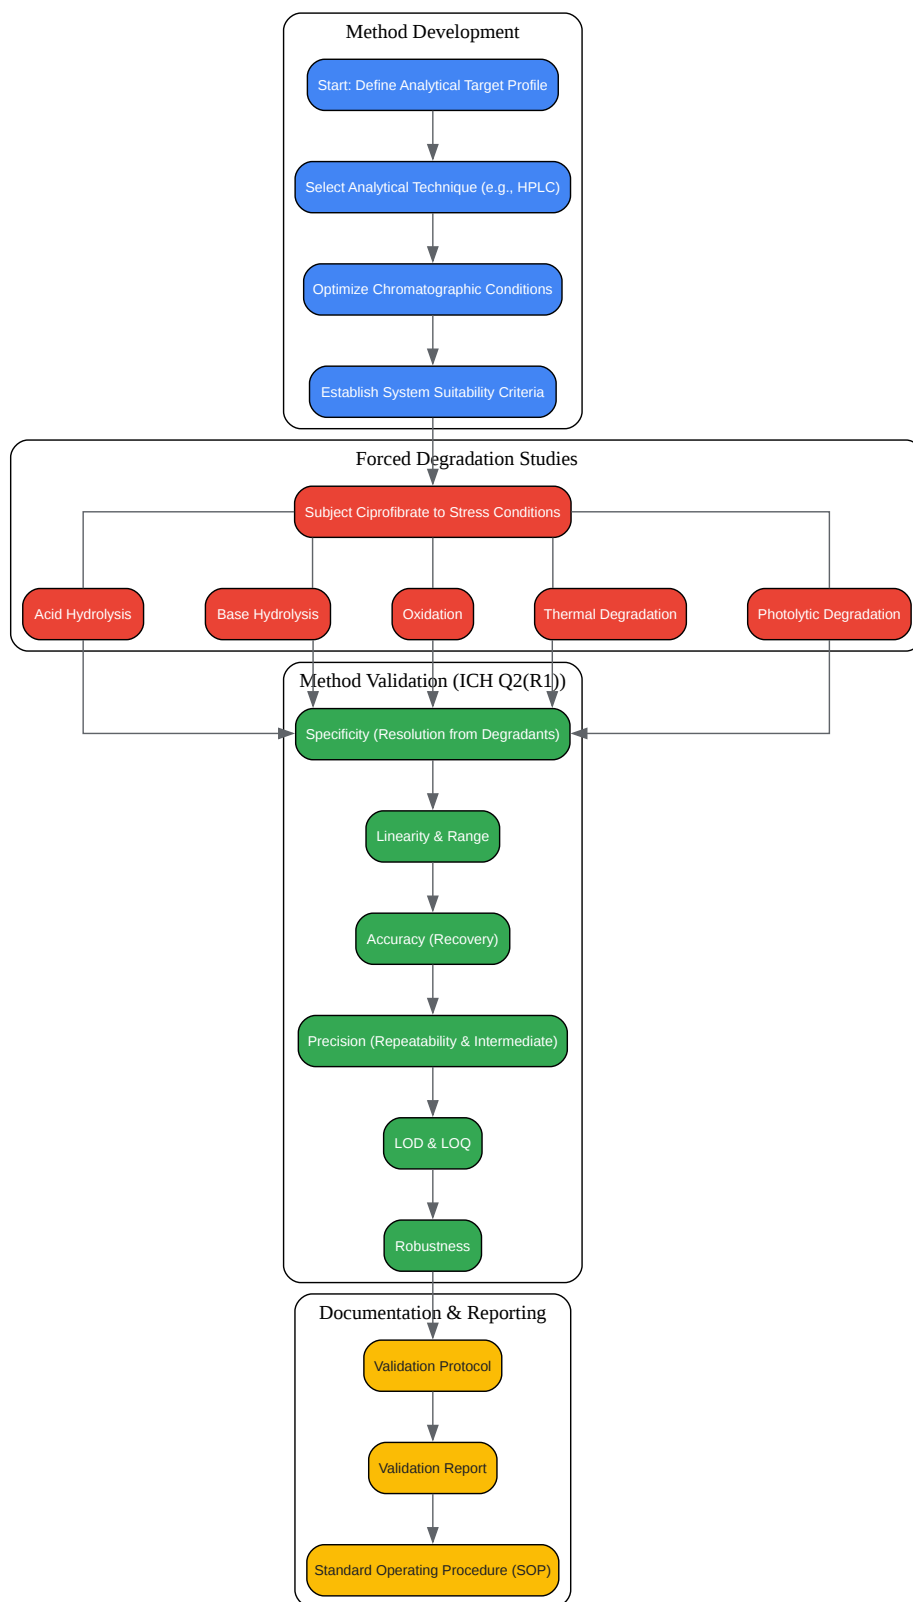 Method Development
Start: Define Analytical Target Profile
Select Analytical Technique (e.g., HPLC)
Optimize Chromatographic Conditions
Establish System Suitability Criteria
Forced Degradation Studies
Subject Ciprofibrate to Stress Conditions
Acid Hydrolysis
Base Hydrolysis
Oxidation
Thermal Degradation
Photolytic Degradation
Method Validation (ICH Q2(R1))
Specificity (Resolution from Degradants)
Linearity & Range
Accuracy (Recovery)
Precision (Repeatability & Intermediate)
LOD & LOQ
Robustness
Documentation & Reporting
Validation Protocol
Validation Report
Standard Operating Procedure (SOP)